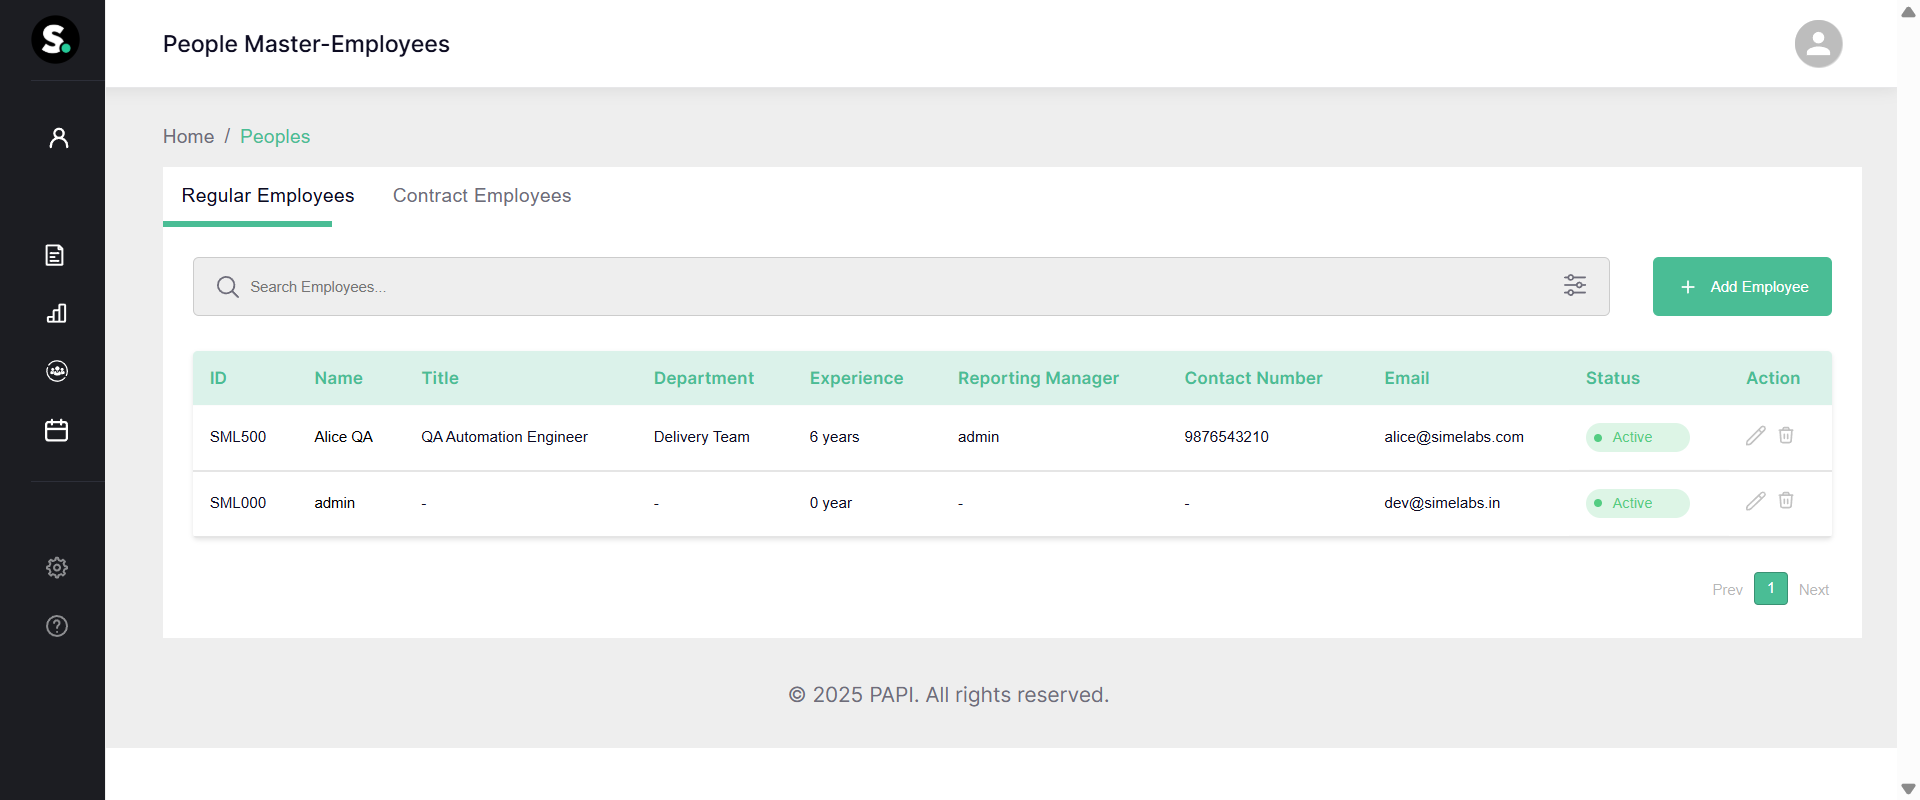 S.
People Master-Employees
Home / Peoples
Regular Employees Contract Employees
Search Employees...
+ Add Employee
ID Name Title Department Experience Reporting Manager Contact Number Email Status Action
SML500 Alice QA QA Automation Engineer Delivery Team 6 years admin 9876543210 alice@simelabs.com Active
SML000 admin - - 0 year - - dev@simelabs.in Active
Prev 1 Next
© 2025 PAPI. All rights reserved.